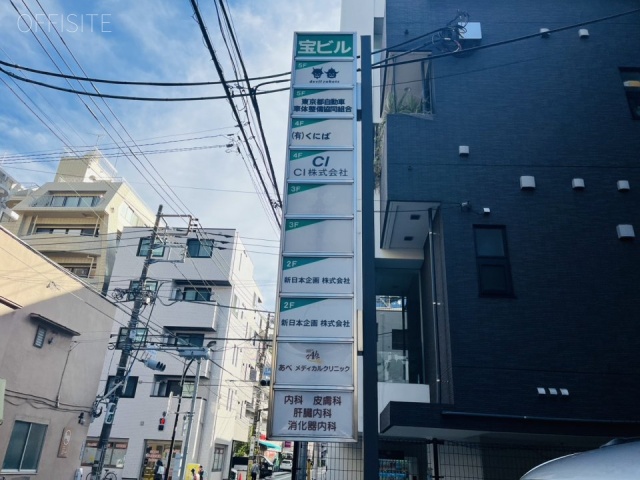 OFFISITE
宝ビル
5F
5F
東京都自動車
車体整備協同組合
4F
(有)くにば
4F
CI
CI株式会社
3F
3F
2F
新日本企画 株式会社
2F
新日本企画 株式会社
あべ メディカルクリニック
内科 皮膚科
肝臓内科
消化器内科